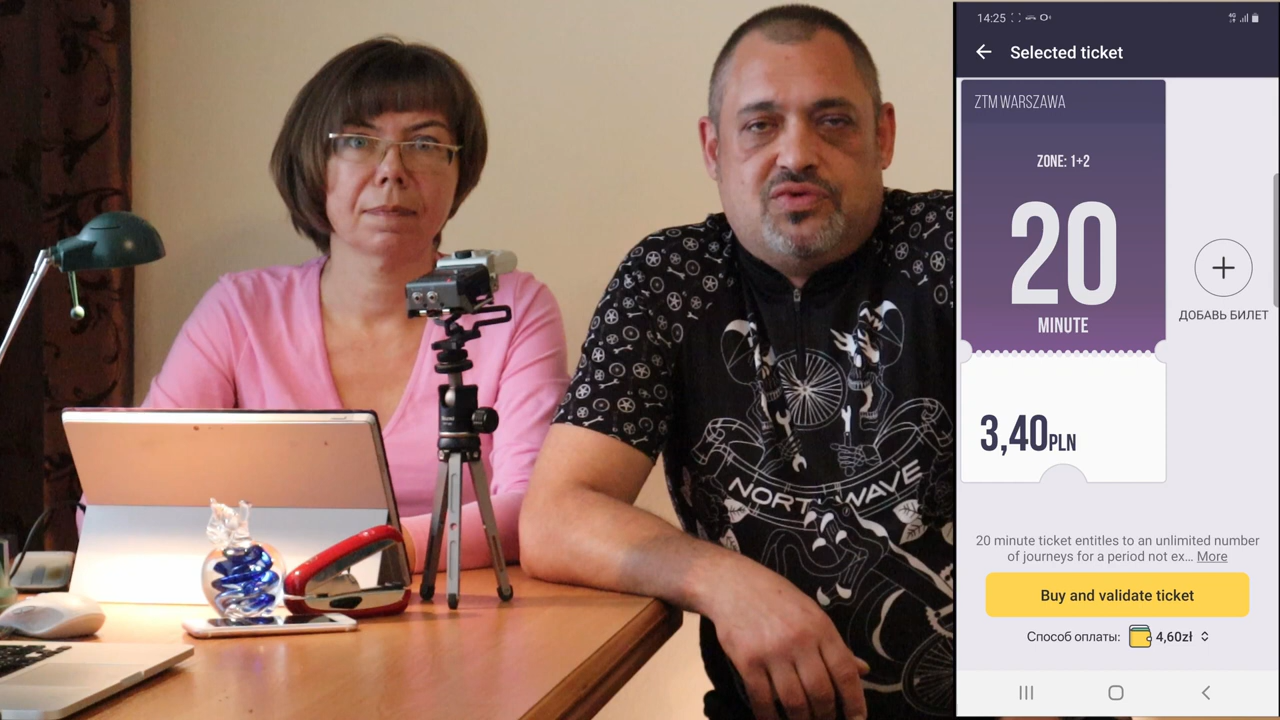 NORTHWAVE
14:25
Selected ticket
ZTM WARSZAWA
ZONE: 1+2
20
MINUTE
ДОБАВЬ БИЛЕТ
3,40PLN
20 minute ticket entitles to an unlimited number
of journeys for a period not ex... More
Buy and validate ticket
Способ оплаты: 4,60zł